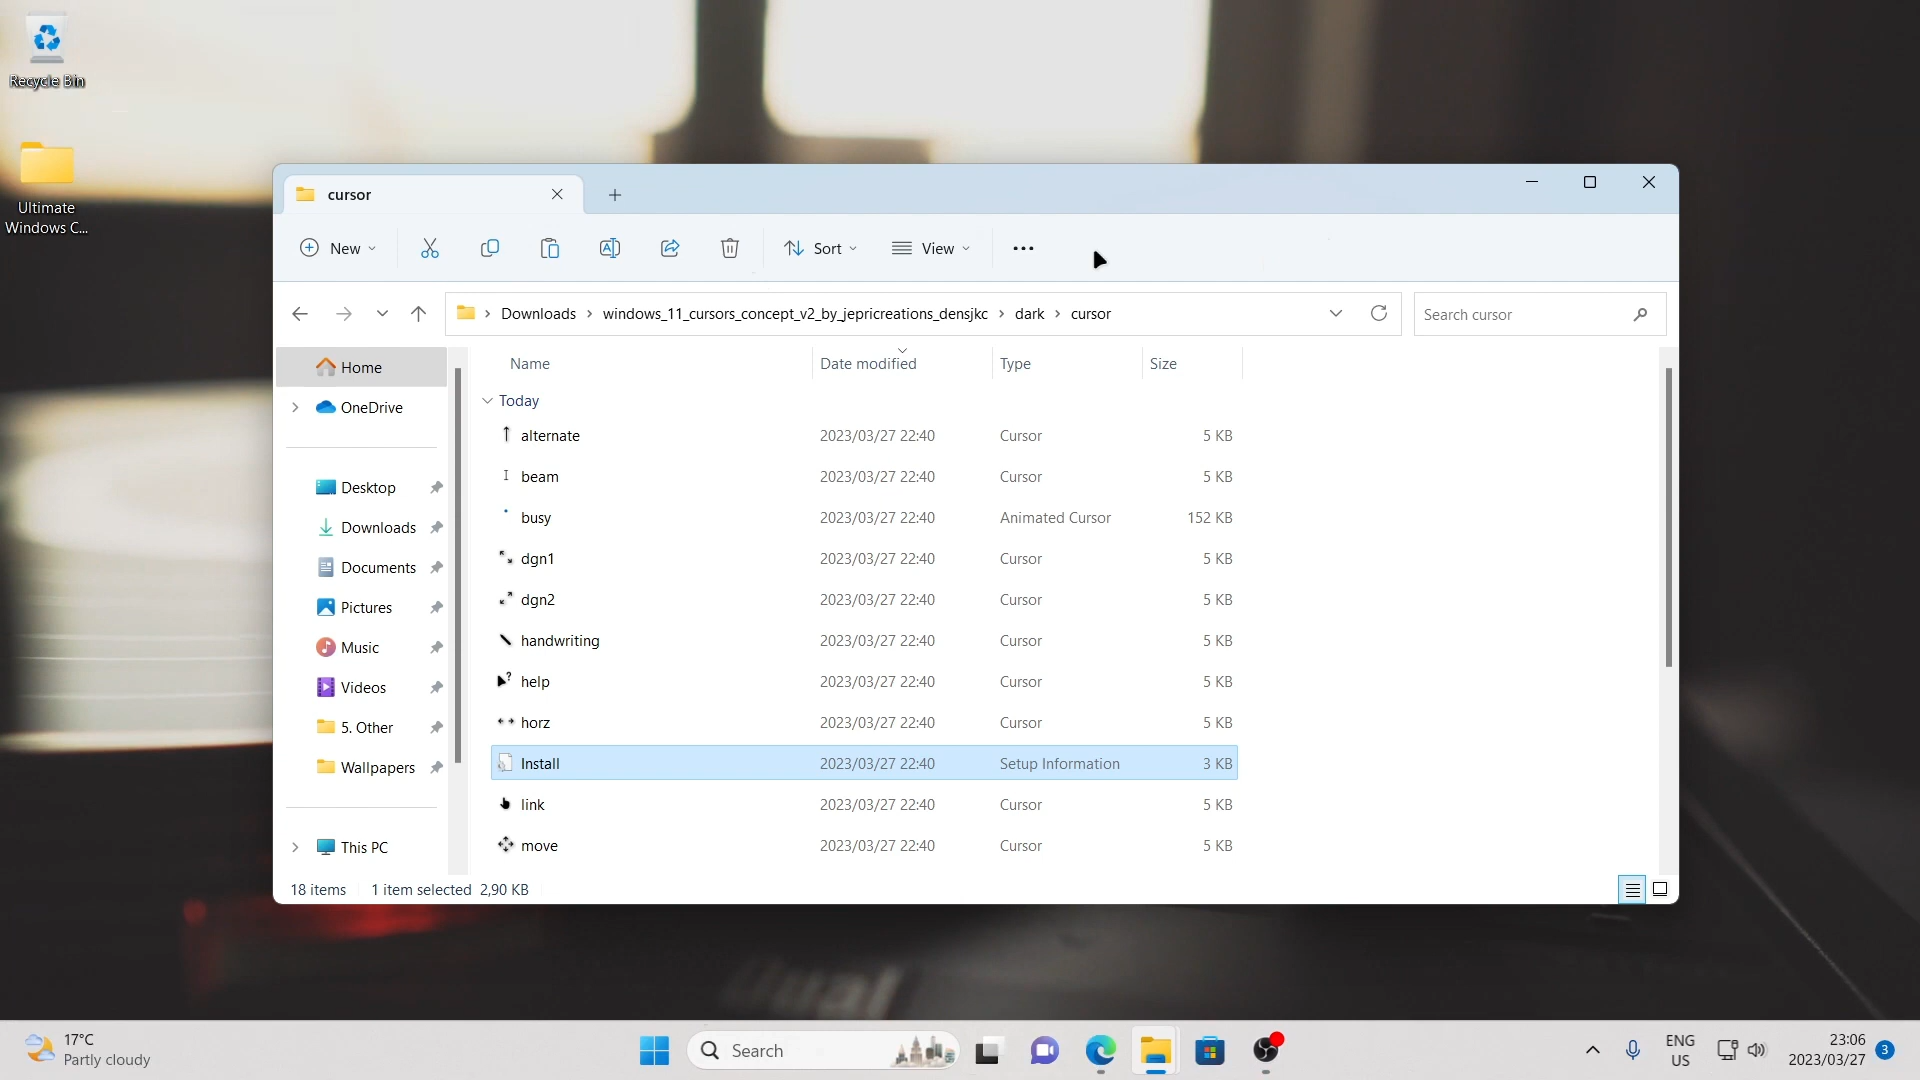 Recycle Bin
Ultimate
Windows C...
cursor
New
Sort
View
Downloads
windows_11_cursors_concept_v2_by_jepricreations_densjkc
dark
cursor
Search cursor
Home
OneDrive
Desktop
Downloads
Documents
Pictures
Music
Videos
5. Other
Wallpapers
This PC
Name Date modified Type Size
Today
alternate 2023/03/27 22:40 Cursor 5 KB
beam 2023/03/27 22:40 Cursor 5 KB
busy 2023/03/27 22:40 Animated Cursor 152 KB
dgn1 2023/03/27 22:40 Cursor 5 KB
dgn2 2023/03/27 22:40 Cursor 5 KB
handwriting 2023/03/27 22:40 Cursor 5 KB
help 2023/03/27 22:40 Cursor 5 KB
horz 2023/03/27 22:40 Cursor 5 KB
Install 2023/03/27 22:40 Setup Information 3 KB
link 2023/03/27 22:40 Cursor 5 KB
move 2023/03/27 22:40 Cursor 5 KB
18 items 1 item selected 2,90 KB
Dual
17°C
Partly cloudy
Search
ENG
US
23:06
2023/03/27
3